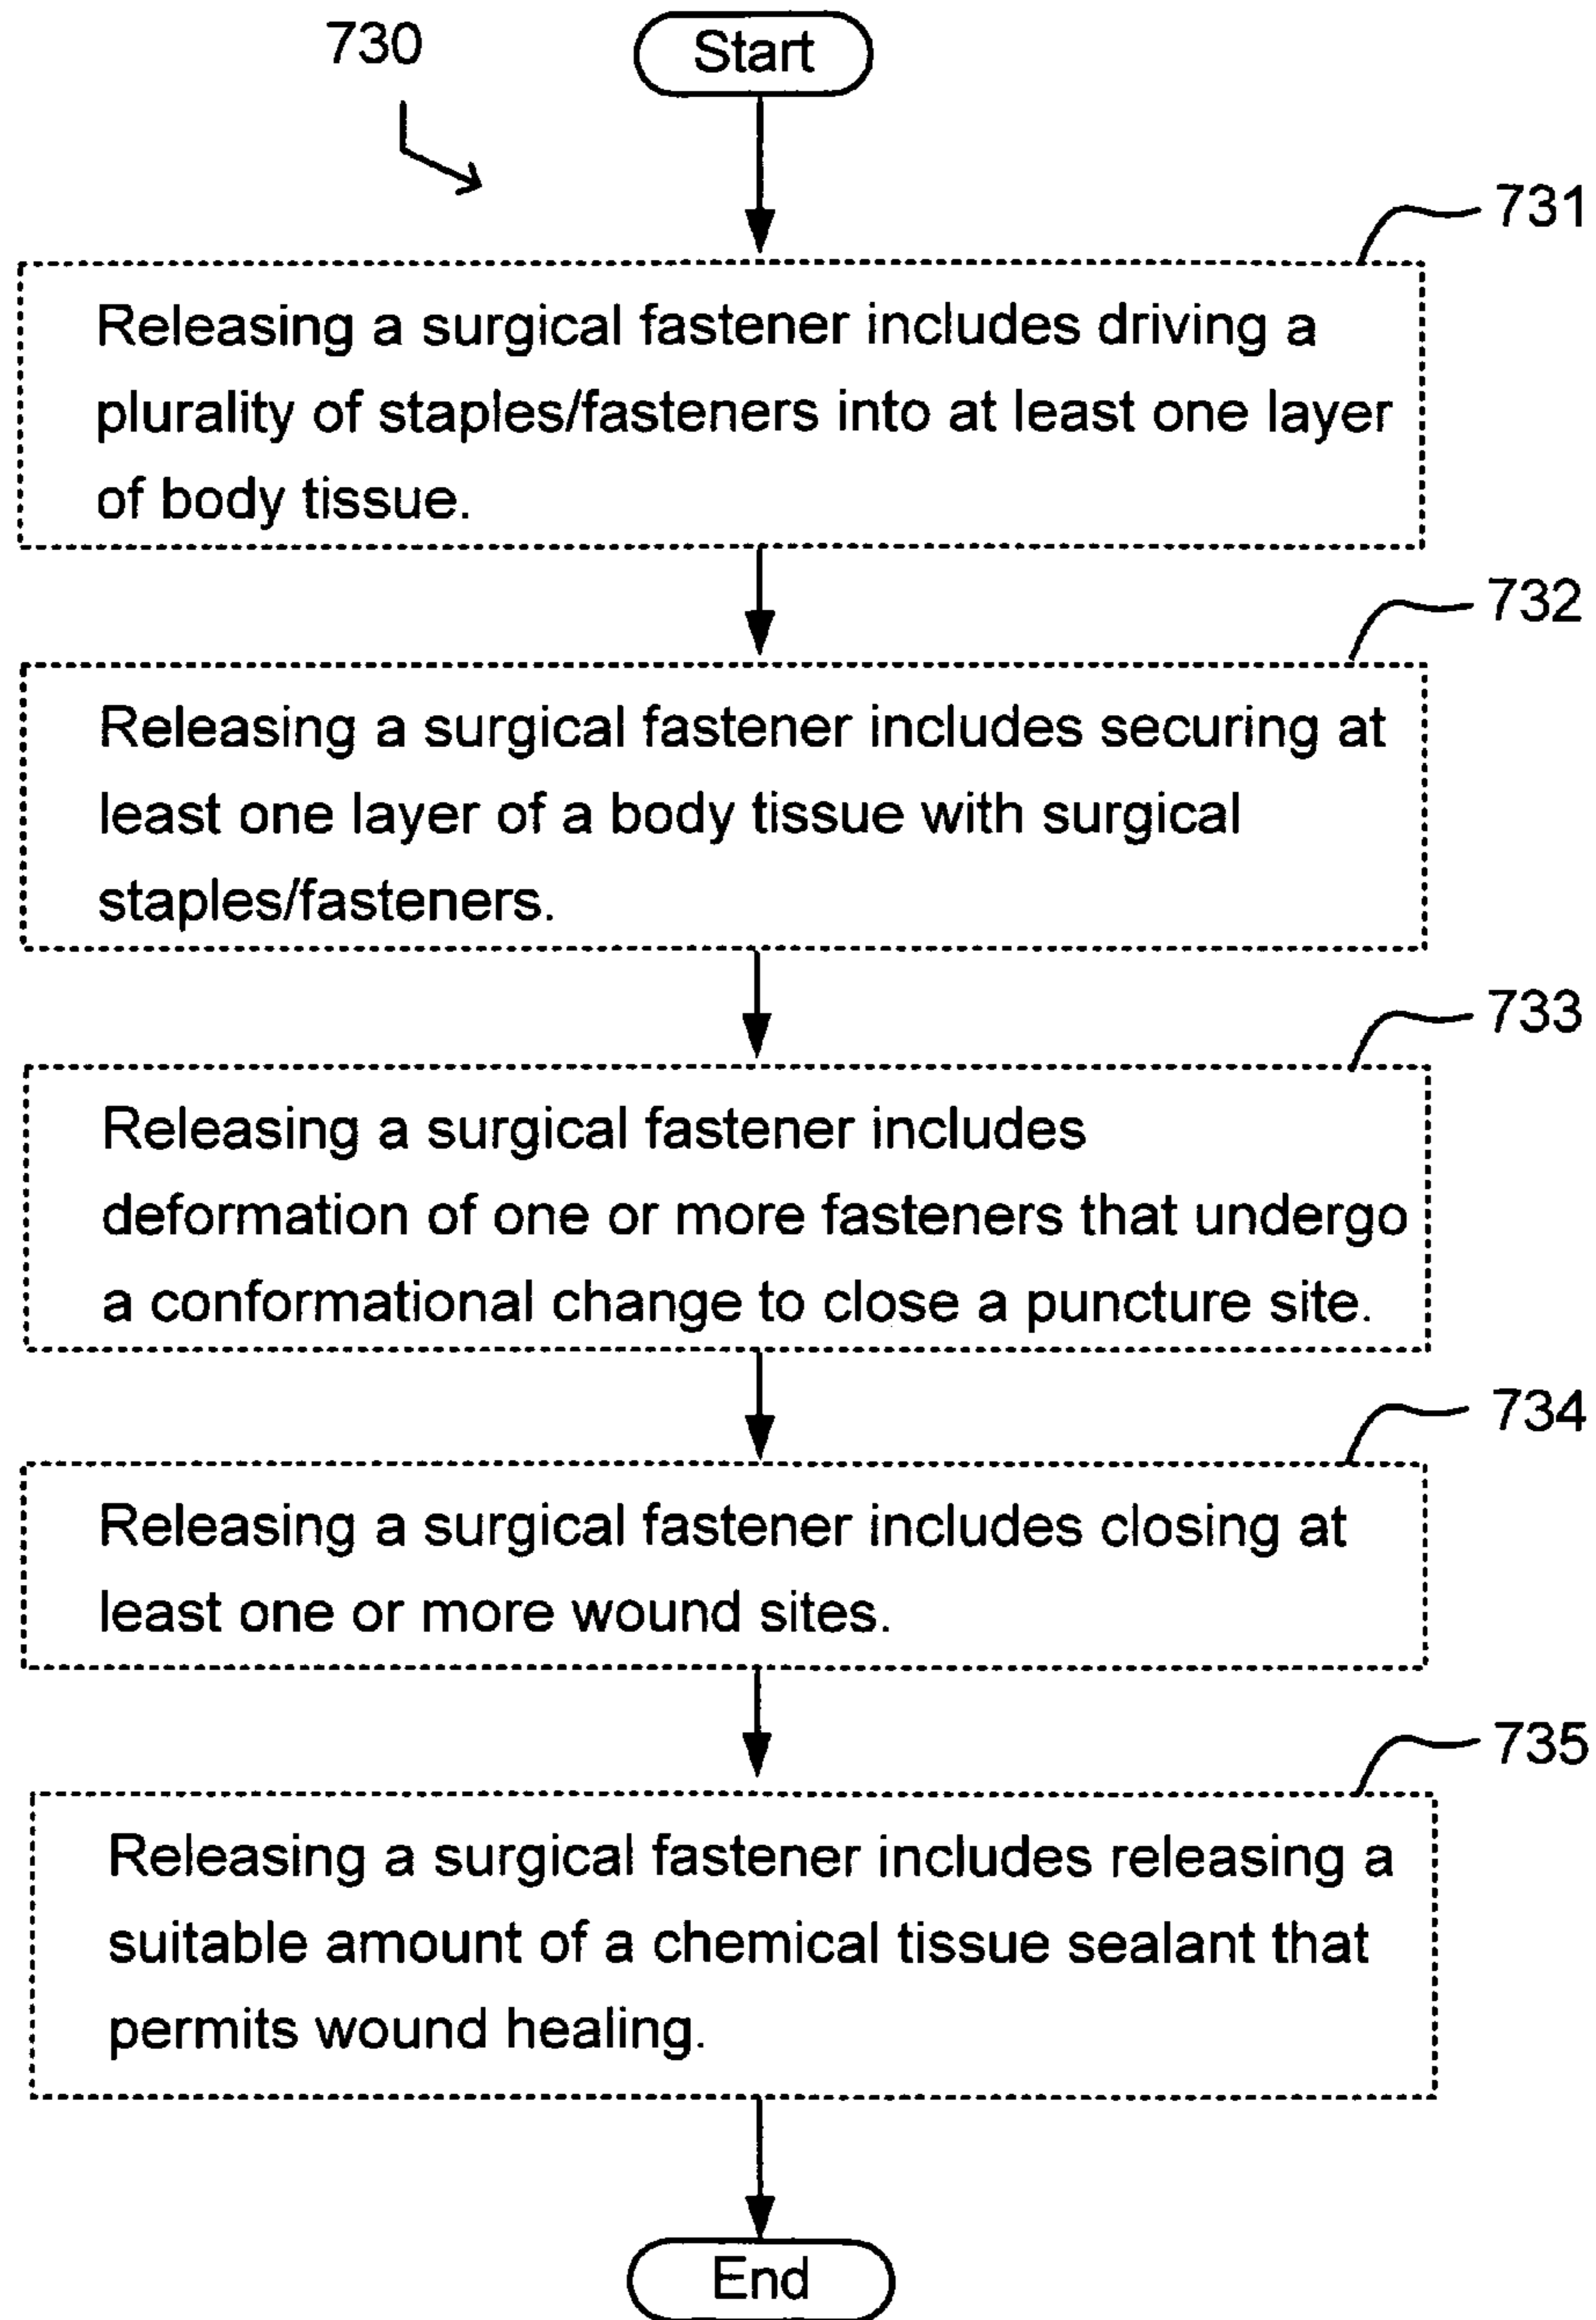 730
Start
731
Releasing a surgical fastener includes driving a
plurality of staples/fasteners into at least one layer
of body tissue.
732
Releasing a surgical fastener includes securing at
least one layer of a body tissue with surgical
staples/fasteners.
733
Releasing a surgical fastener includes
deformation of one or more fasteners that undergo
a conformational change to close a puncture site.
734
Releasing a surgical fastener includes closing at
least one or more wound sites.
735
Releasing a surgical fastener includes releasing a
suitable amount of a chemical tissue sealant that
permits wound healing.
End